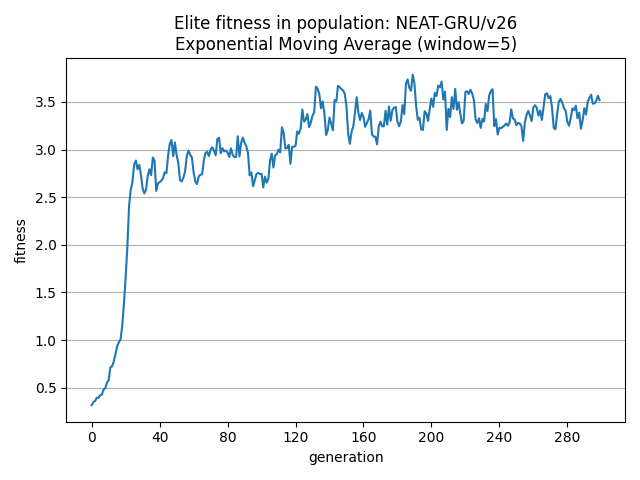 Elite fitness in population: NEAT-GRU/v26
Exponential Moving Average (window=5)
fitness
3.5
3.0
2.5
2.0
1.5
1.0
0.5
0 40 80 120 160 200 240 280
generation